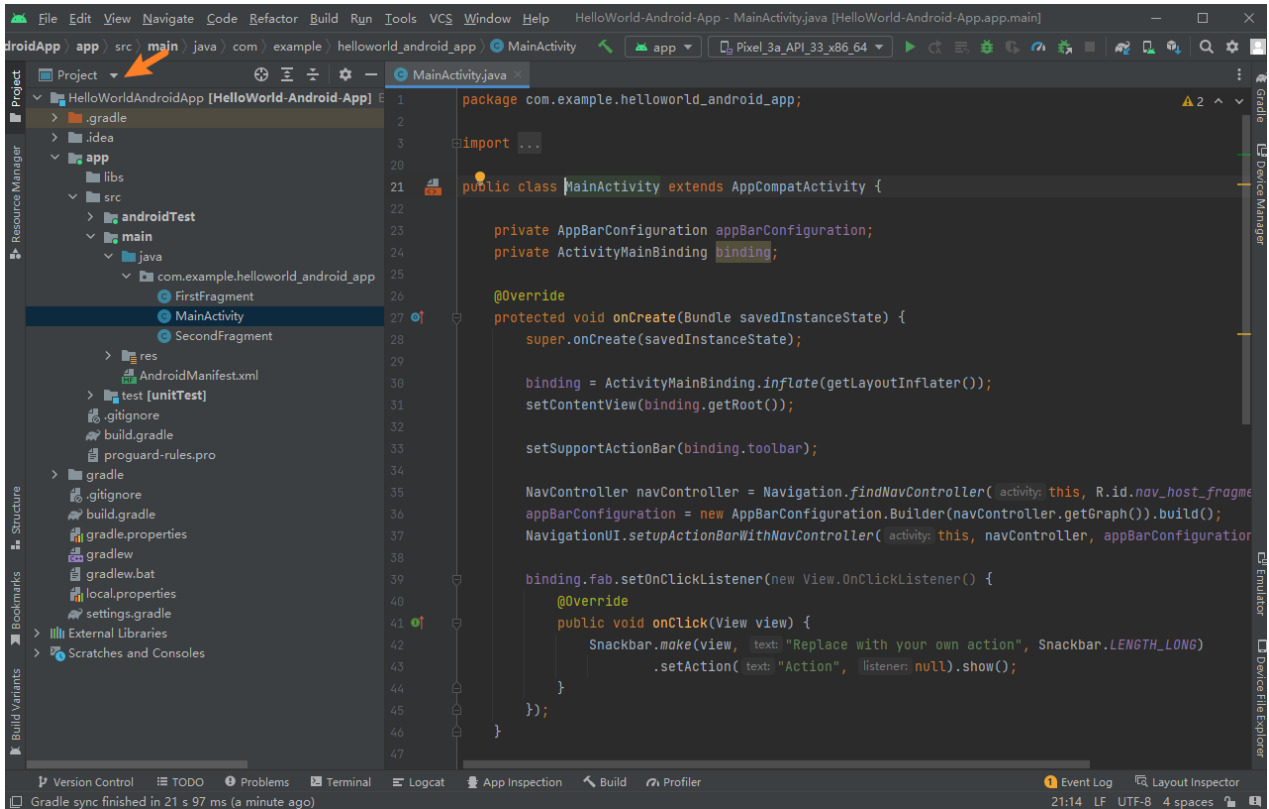 File Edit View Navigate Code Refactor Build Run Tools VCS Window Help HelloWorld-Android-App - MainActivity.java [HelloWorld-Android-App.app.main]
droidApp app src main java com example helloworld_android_app MainActivity app Pixel_3a_API_33_x86_64
Project MainActivity.java
Project
Resource Manager
Structure
Bookmarks
Build Variants
HelloWorldAndroidApp [HelloWorld-Android-App]
.gradle
.idea
app
libs
src
androidTest
main
java
com.example.helloworld_android_app
FirstFragment
MainActivity
SecondFragment
res
AndroidManifest.xml
test [unitTest]
.gitignore
build.gradle
proguard-rules.pro
gradle
.gitignore
build.gradle
gradle.properties
gradlew
gradlew.bat
local.properties
settings.gradle
External Libraries
Scratches and Consoles
1 package com.example.helloworld_android_app; 2
2
3 import ...
20
21 public class MainActivity extends AppCompatActivity {
22
23 private AppBarConfiguration appBarConfiguration;
24 private ActivityMainBinding binding;
25
26 @Override
27 protected void onCreate(Bundle savedInstanceState) {
28 super.onCreate(savedInstanceState);
29
30 binding = ActivityMainBinding.inflate(getLayoutInflater());
31 setContentView(binding.getRoot());
32
33 setSupportActionBar(binding.toolbar);
34
35 NavController navController = Navigation.findNavController( activity: this, R.id.nav_host_fragme
36 appBarConfiguration = new AppBarConfiguration.Builder(navController.getGraph()).build();
37 NavigationUI.setupActionBarWithNavController( activity: this, navController, appBarConfiguration
38
39 binding.fab.setOnClickListener(new View.OnClickListener() {
40 @Override
41 public void onClick(View view) {
42 Snackbar.make(view, text: "Replace with your own action", Snackbar.LENGTH_LONG)
43 .setAction( text: "Action", listener: null).show();
44 }
45 });
46 }
47
Gradle
Device Manager
Emulator
Device File Explorer
Version Control TODO Problems Terminal Logcat App Inspection Build Profiler 1 Event Log Layout Inspector
Gradle sync finished in 21 s 97 ms (a minute ago) 21:14 LF UTF-8 4 spaces